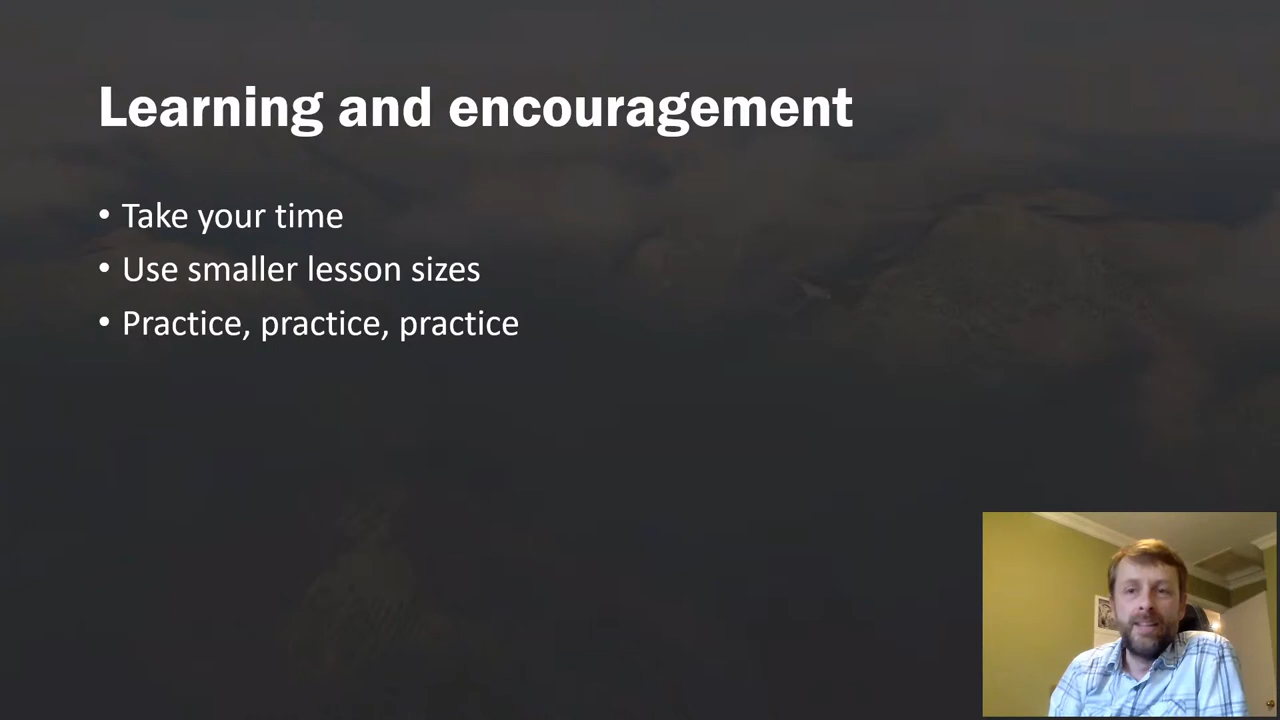 Learning and encouragement
• Take your time
• Use smaller lesson sizes
• Practice, practice, practice